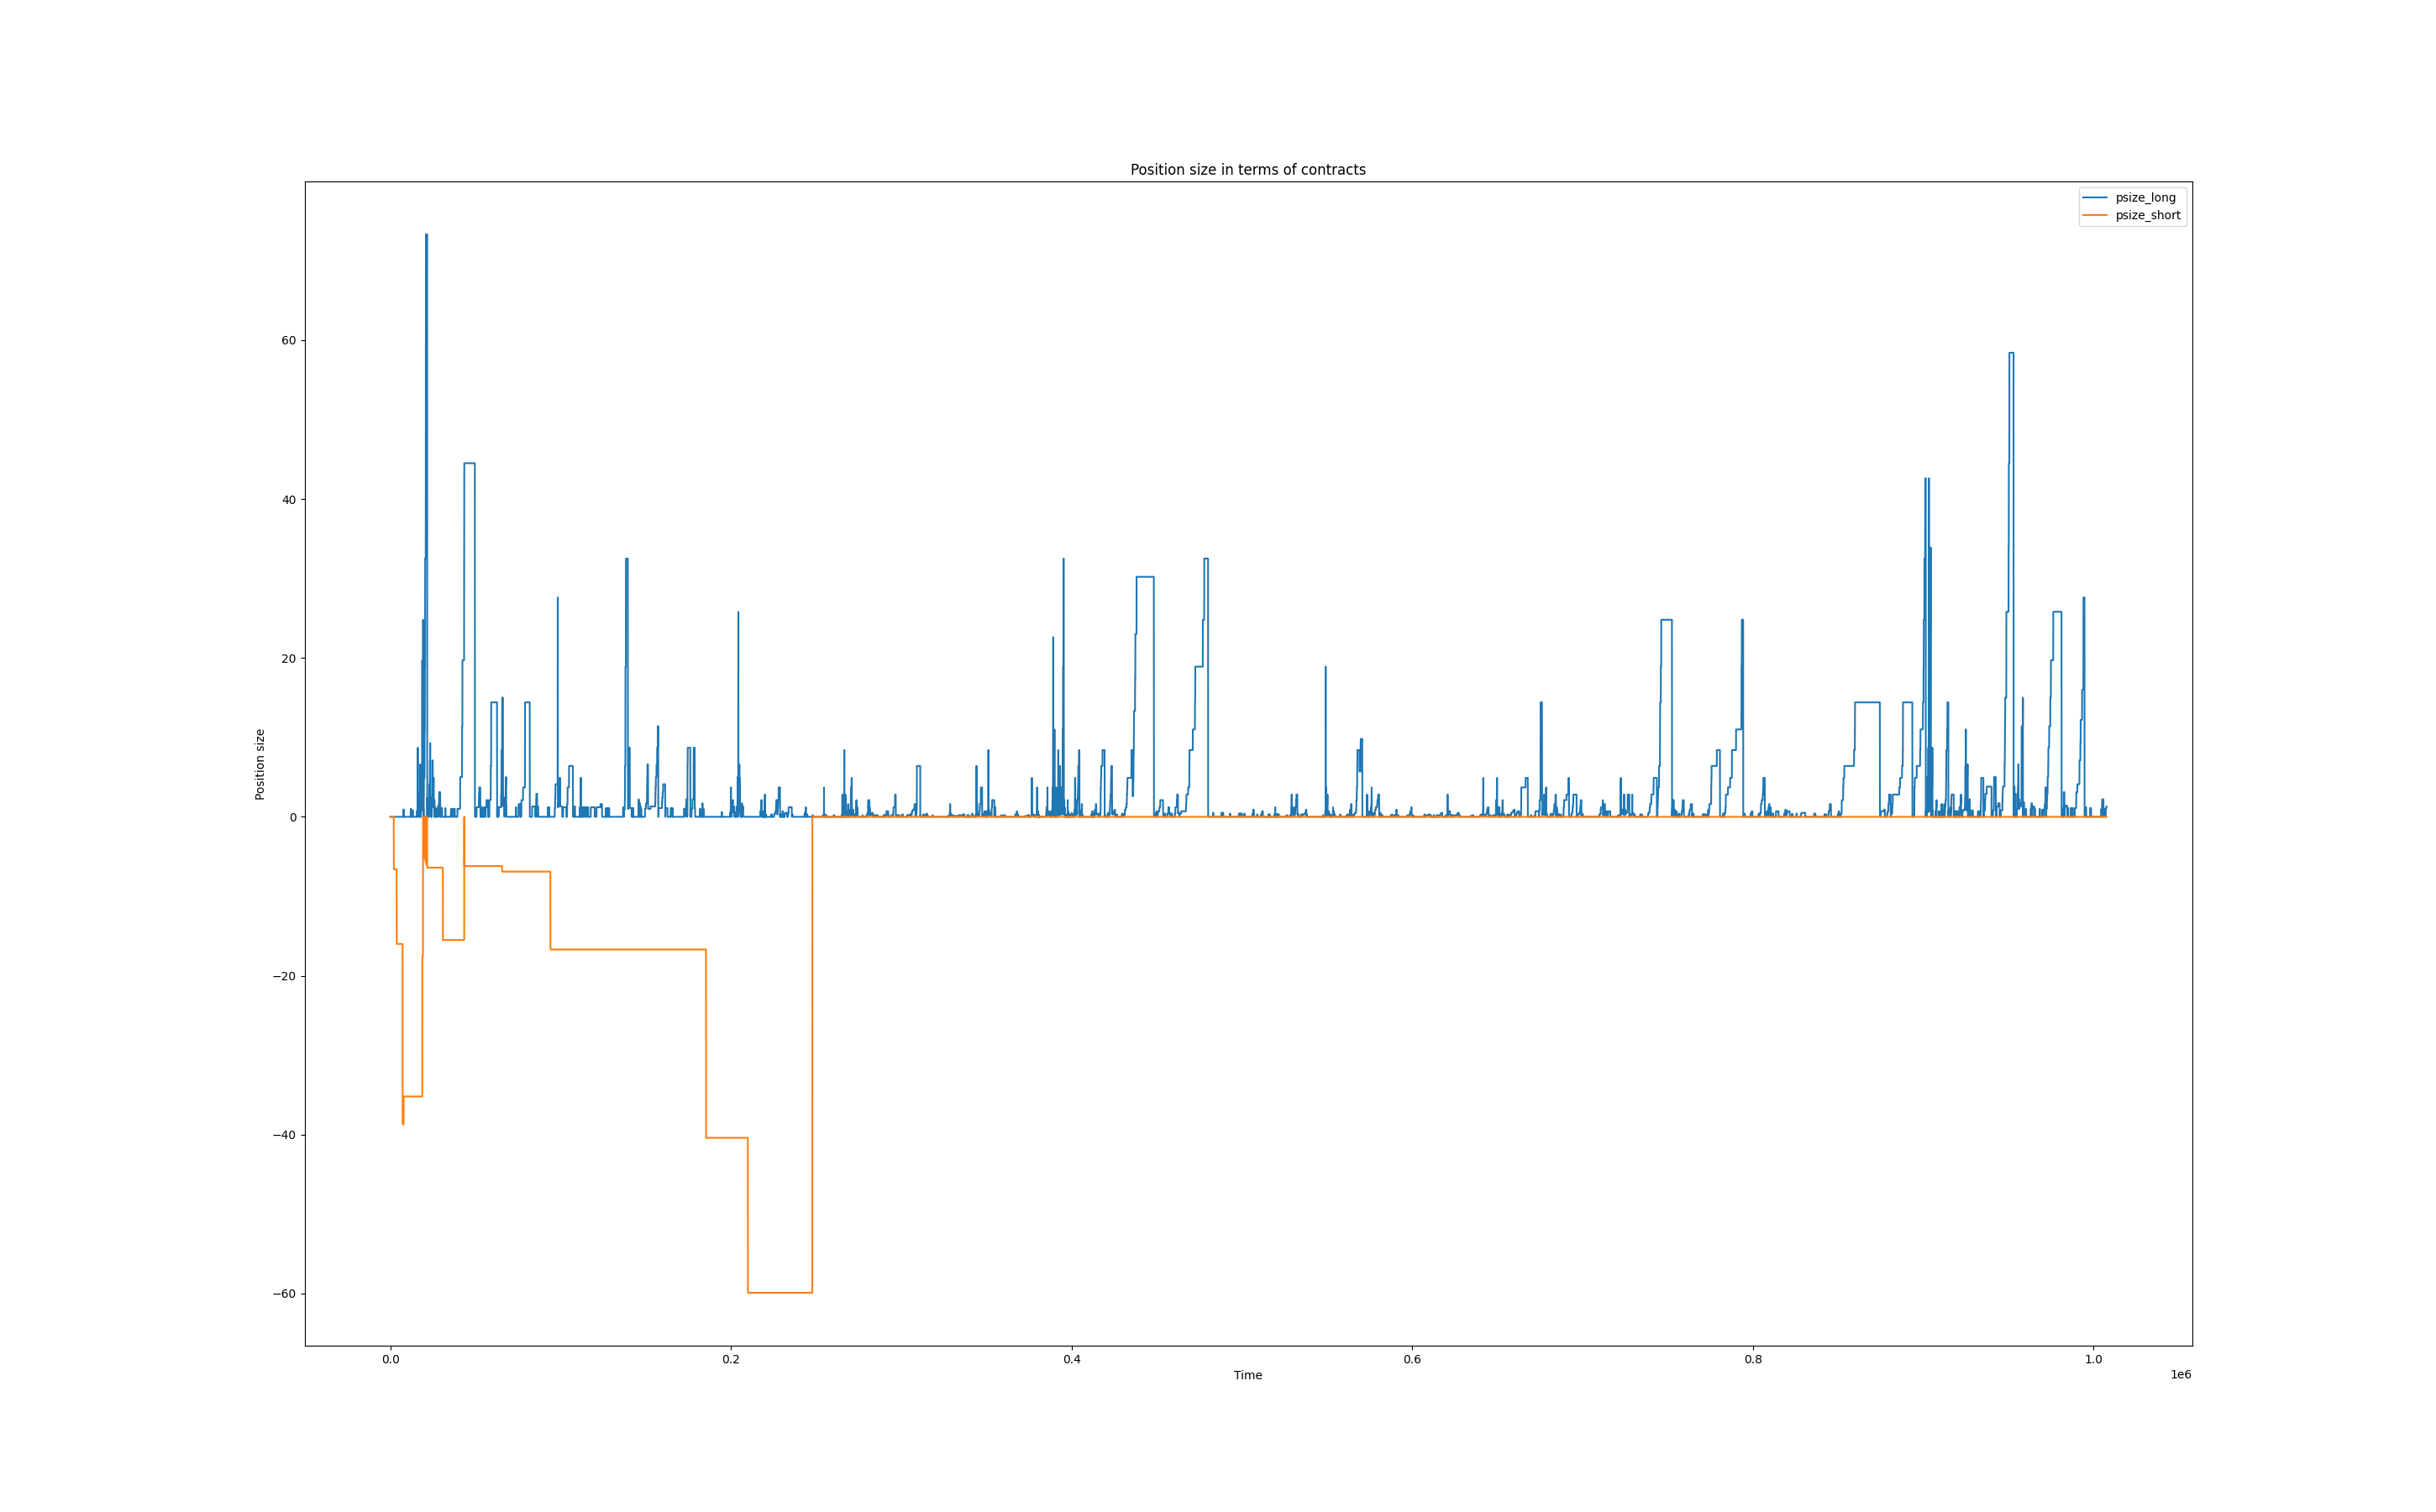 Position size in terms of contracts
psize_long
psize_short
Position size
60
40
20
0
−20
−40
−60
0.0
0.2
0.4
0.6
0.8
1.0
Time
1e6